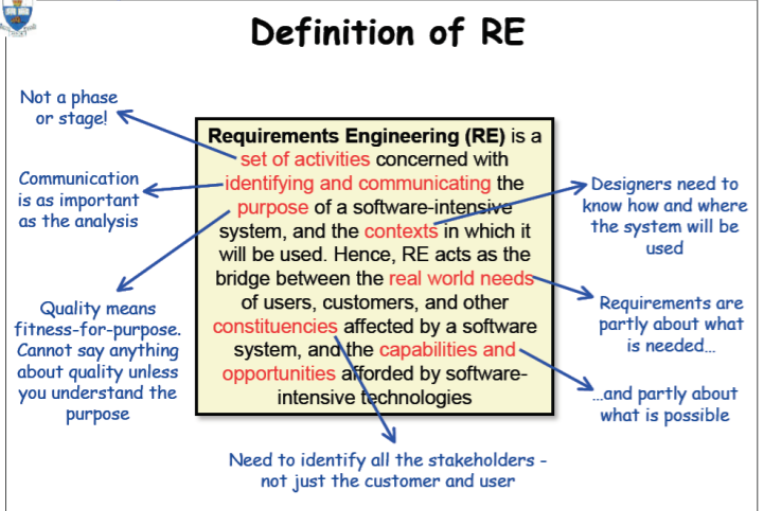 Definition of RE
Not a phase
or stage!
Communication
is as important
as the analysis
Quality means
fitness-for-purpose.
Cannot say anything
about quality unless
you understand the
purpose
Requirements Engineering (RE) is a
set of activities concerned with
identifying and communicating the
purpose of a software-intensive
system, and the contexts in which it
will be used. Hence, RE acts as the
bridge between the real world needs
of users, customers, and other
constituencies affected by a software
system, and the capabilities and
opportunities afforded by software-
intensive technologies
Designers need to
know how and where
the system will be
used
Requirements are
partly about what
is needed…
…and partly about
what is possible
Need to identify all the stakeholders -
not just the customer and user